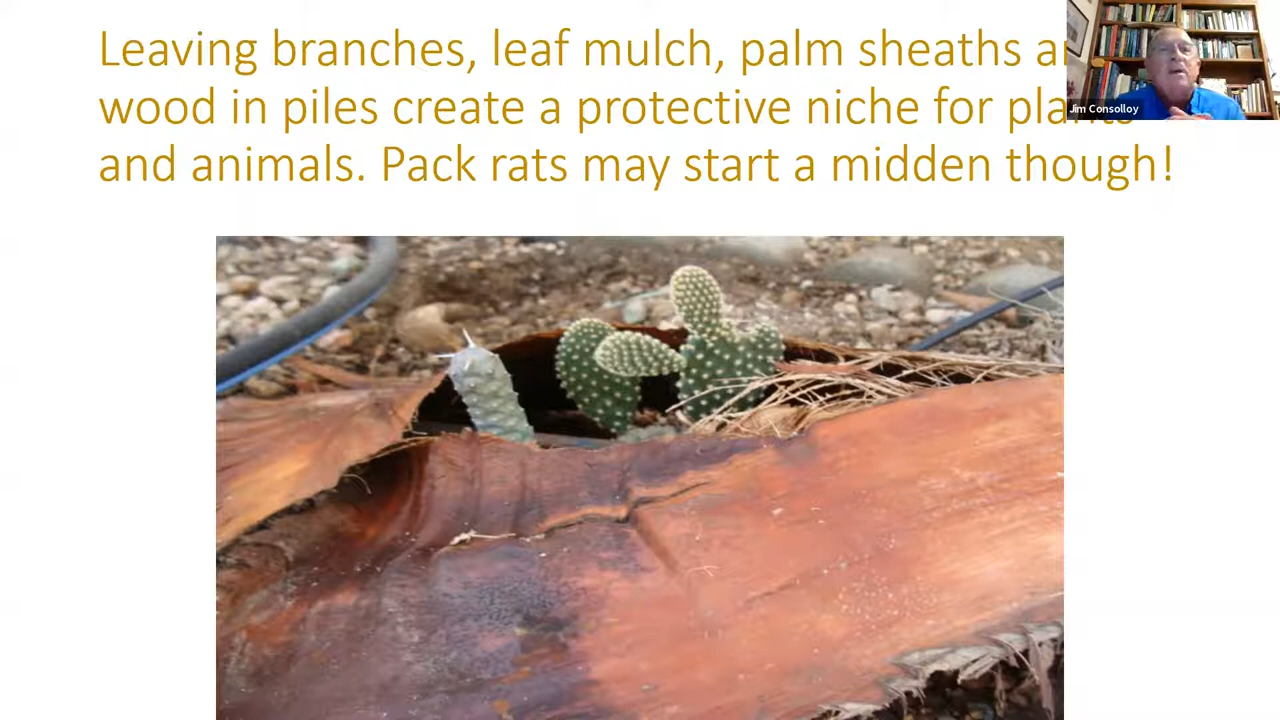 Leaving branches, leaf mulch, palm sheaths
wood in piles create a protective niche for plants
and animals. Pack rats may start a midden though!
Jim Consolloy